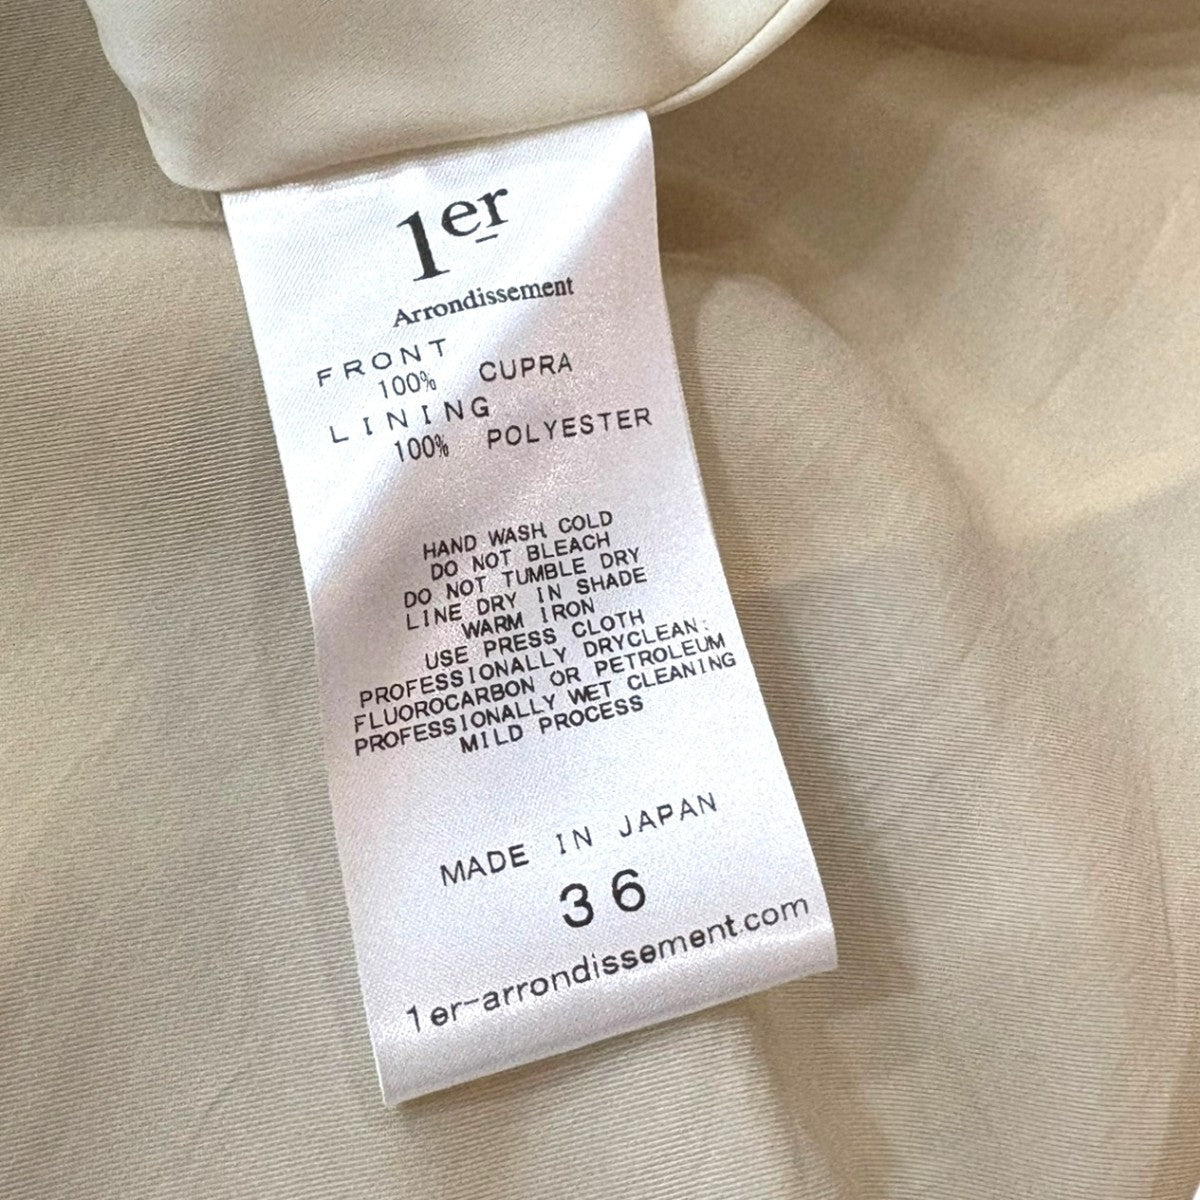 1er
Arrondissement
FRONT
100% CUPRA
LINING
100% POLYESTER
HAND WASH COLD
DO NOT BLEACH
DO NOT TUMBLE DRY
LINE DRY IN SHADE
WARM IRON
USE PRESS CLOTH
PROFESSIONALLY DRYCLEAN:
FLUOROCARBON OR PETROLEUM
PROFESSIONALLY WET CLEANING
MILD PROCESS
MADE IN JAPAN
36
1er-arrondissement.com